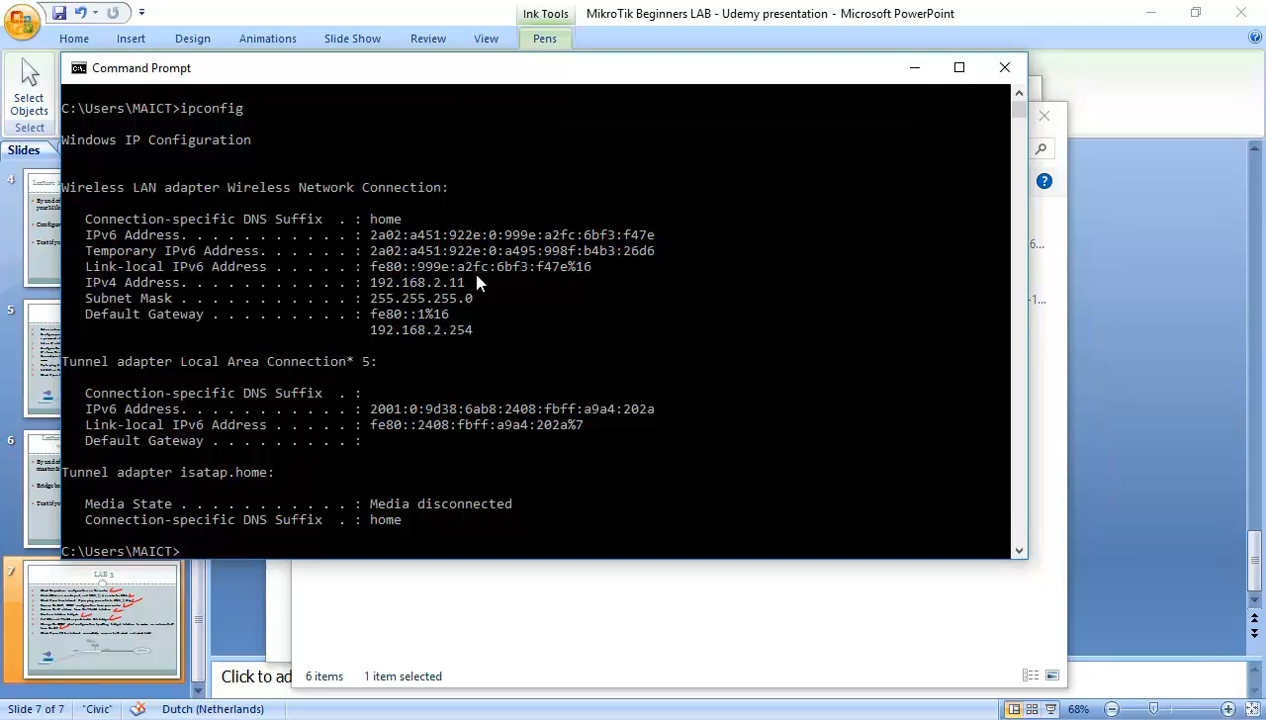 Ink Tools
MikroTik Beginners LAB - Udemy presentation - Microsoft PowerPoint
Home
Insert
Design
Animations
Slide Show
Review
View
Pens
Select
Objects
Select
Slides
Command Prompt
C:\Users\MAICT>ipconfig
Windows IP Configuration
Wireless LAN adapter Wireless Network Connection:
Connection-specific DNS Suffix . : home
IPv6 Address. . . . . . . . . . . : 2a02:a451:922e:0:999e:a2fc:6bf3:f47e
Temporary IPv6 Address. . . . . . : 2a02:a451:922e:0:a495:998f:b4b3:26d6
Link-local IPv6 Address . . . . . : fe80::999e:a2fc:6bf3:f47e%16
IPv4 Address. . . . . . . . . . . : 192.168.2.11
Subnet Mask . . . . . . . . . . . : 255.255.255.0
Default Gateway . . . . . . . . . : fe80::1%16
192.168.2.254
Tunnel adapter Local Area Connection* 5:
Connection-specific DNS Suffix . :
IPv6 Address. . . . . . . . . . . : 2001:0:9d38:6ab8:2408:fbff:a9a4:202a
Link-local IPv6 Address . . . . . : fe80::2408:fbff:a9a4:202a%7
Default Gateway . . . . . . . . . :
Tunnel adapter isatap.home:
Media State . . . . . . . . . . . : Media disconnected
Connection-specific DNS Suffix . : home
C:\Users\MAICT>
4
5
6
7
LAB 3
6...
1...
6 items
1 item selected
Click to ad
Slide 7 of 7
"Civic"
Dutch (Netherlands)
68%